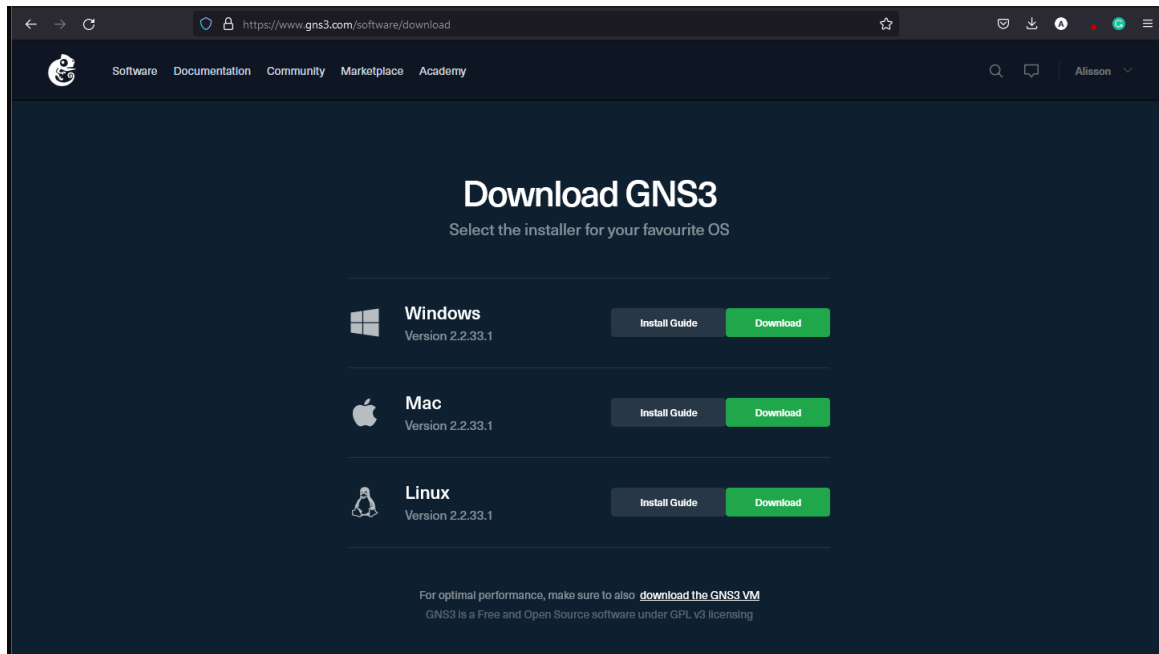 https://www.gns3.com/software/download
A
G
Software Documentation Community Marketplace Academy
Alisson
Download GNS3
Select the installer for your favourite OS
Windows
Version 2.2.33.1
Install Guide
Download
Mac
Version 2.2.33.1
Install Guide
Download
Linux
Version 2.2.33.1
Install Guide
Download
For optimal performance, make sure to also download the GNS3 VM
GNS3 is a Free and Open Source software under GPL v3 licensing